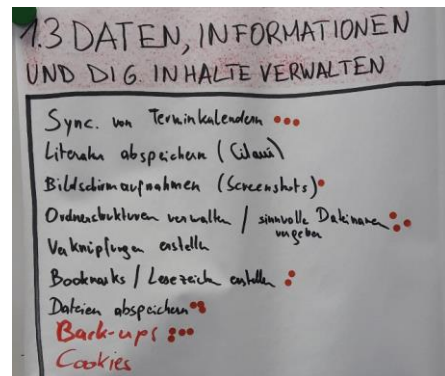 1.3 DATEN, INFORMATIONEN
UND DIG. INHALTE VERWALTEN
Sync. von Terminkalendern
Literatur abspeichern (Citavi)
Bildschirmaufnahmen (Screenshots)
Ordnerstrukturen verwalten / sinnvolle Dateinamen
vergeben
Verknüpfungen erstellen
Bookmarks / Lesezeichen erstellen
Dateien abspeichern
Back-ups
Cookies